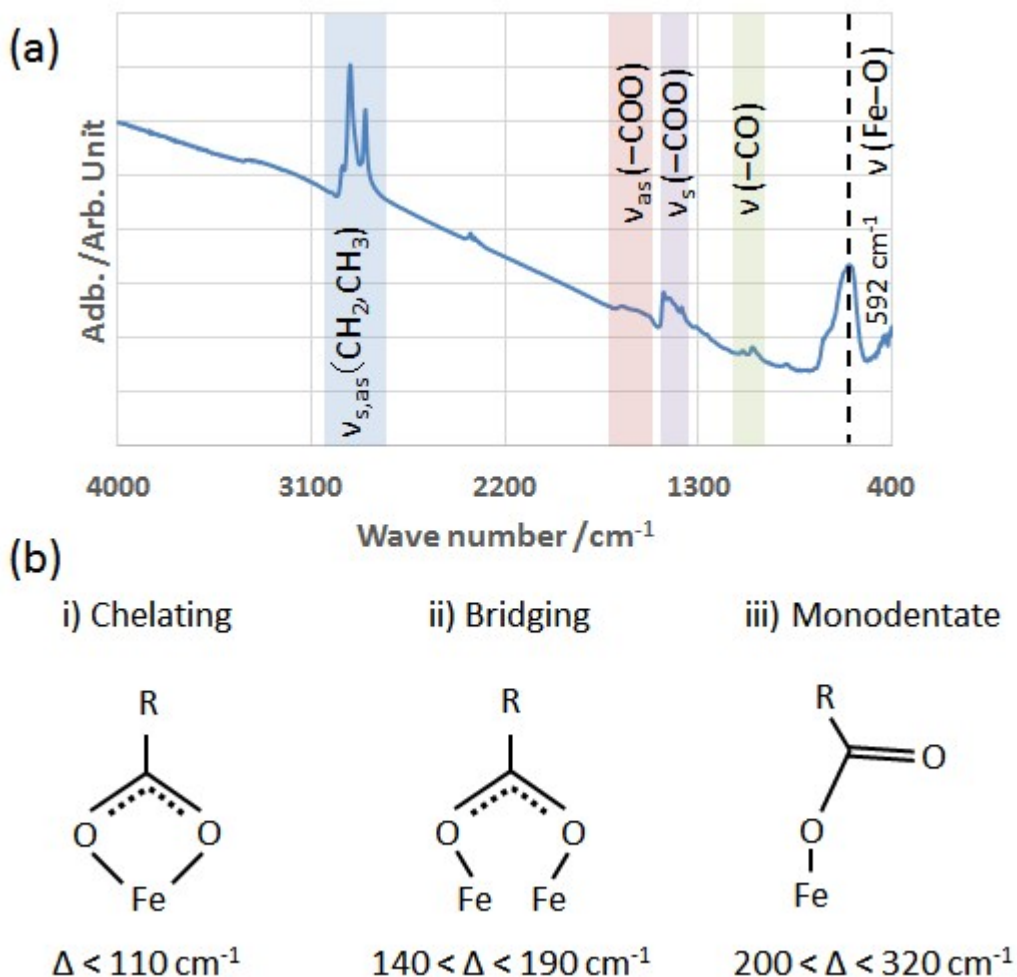 (a)
Adb. /Arb. Unit
νs,as(CH2,CH3)
νas(−COO)
νs(−COO)
ν(−CO)
592 cm-1
ν(Fe−O)
4000 3100 2200 1300 400
Wave number /cm-1
(b)
i) Chelating ii) Bridging iii) Monodentate
R R R
O
O O O O O
Fe Fe Fe Fe
Δ < 110 cm-1 140 < Δ < 190 cm-1 200 < Δ < 320 cm-1